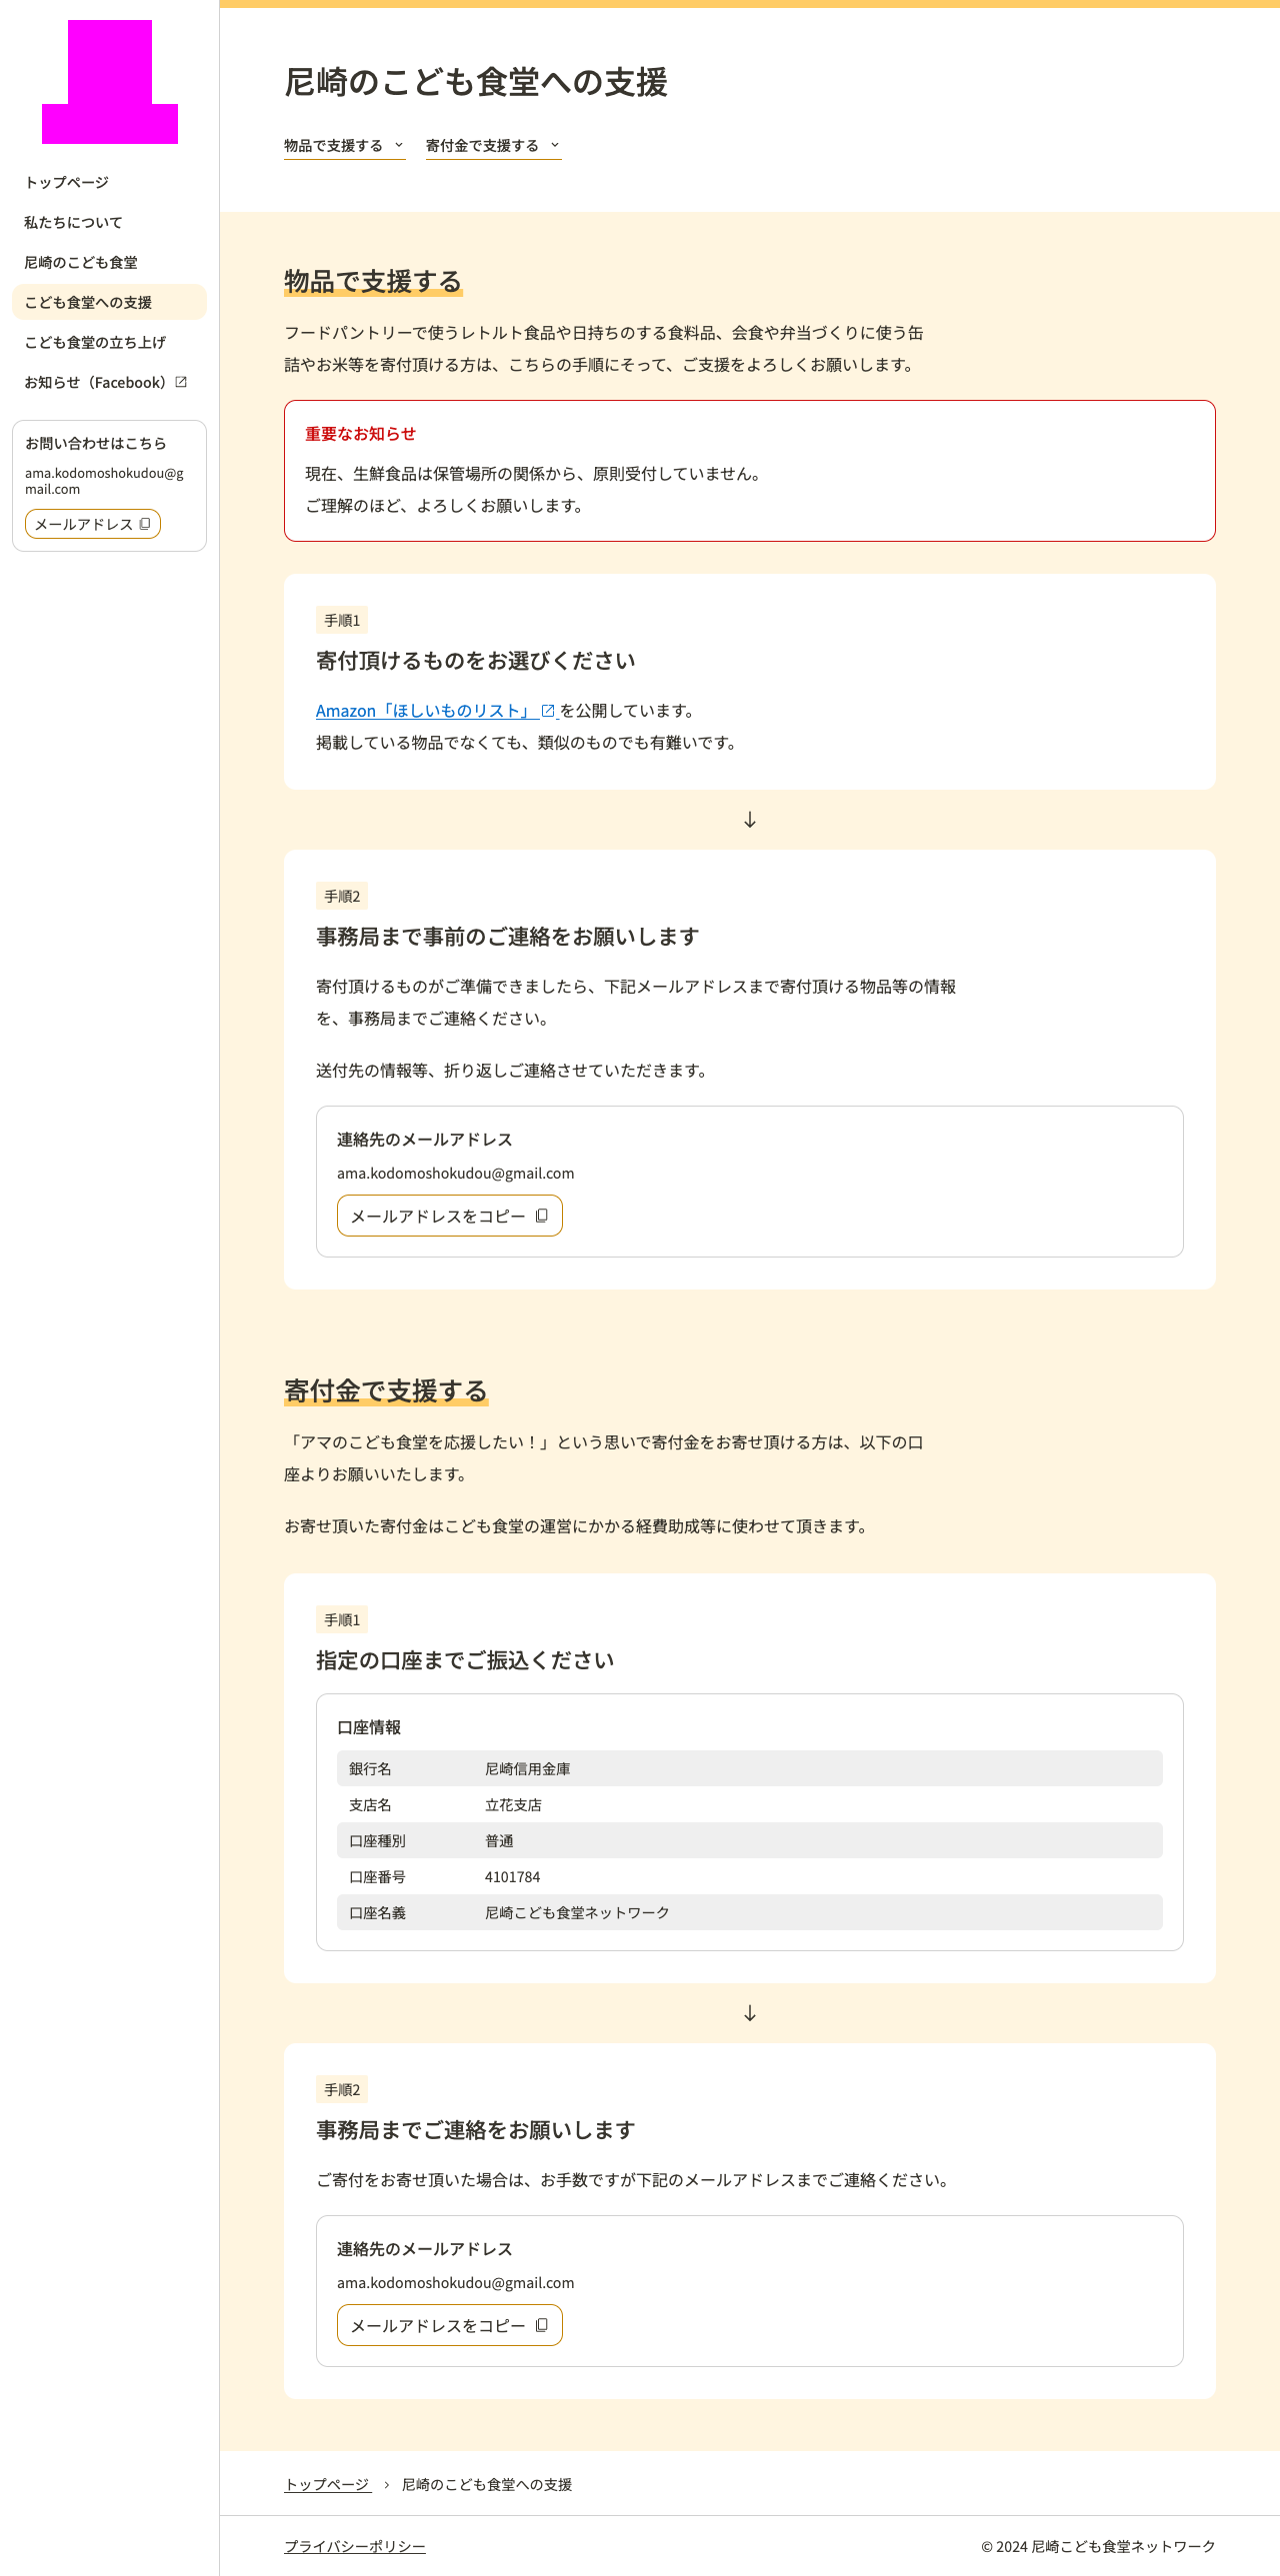 トップページ
私たちについて
尼崎のこども食堂
こども食堂への支援
こども食堂の立ち上げ
お知らせ（Facebook）
お問い合わせはこちら
ama.kodomoshokudou@g
mail.com
メールアドレス
尼崎のこども食堂への支援
物品で支援する
寄付金で支援する
物品で支援する
フードパントリーで使うレトルト食品や日持ちのする食料品、会食や弁当づくりに使う缶
詰やお米等を寄付頂ける方は、こちらの手順にそって、ご支援をよろしくお願いします。
重要なお知らせ
現在、生鮮食品は保管場所の関係から、原則受付していません。
ご理解のほど、よろしくお願いします。
手順1
寄付頂けるものをお選びください
Amazon「ほしいものリスト」を公開しています。
掲載している物品でなくても、類似のものでも有難いです。
手順2
事務局まで事前のご連絡をお願いします
寄付頂けるものがご準備できましたら、下記メールアドレスまで寄付頂ける物品等の情報
を、事務局までご連絡ください。
送付先の情報等、折り返しご連絡させていただきます。
連絡先のメールアドレス
ama.kodomoshokudou@gmail.com
メールアドレスをコピー
寄付金で支援する
「アマのこども食堂を応援したい！」という思いで寄付金をお寄せ頂ける方は、以下の口
座よりお願いいたします。
お寄せ頂いた寄付金はこども食堂の運営にかかる経費助成等に使わせて頂きます。
手順1
指定の口座までご振込ください
口座情報
銀行名 尼崎信用金庫
支店名 立花支店
口座種別 普通
口座番号 4101784
口座名義 尼崎こども食堂ネットワーク
手順2
事務局までご連絡をお願いします
ご寄付をお寄せ頂いた場合は、お手数ですが下記のメールアドレスまでご連絡ください。
連絡先のメールアドレス
ama.kodomoshokudou@gmail.com
メールアドレスをコピー
トップページ › 尼崎のこども食堂への支援
プライバシーポリシー
© 2024 尼崎こども食堂ネットワーク